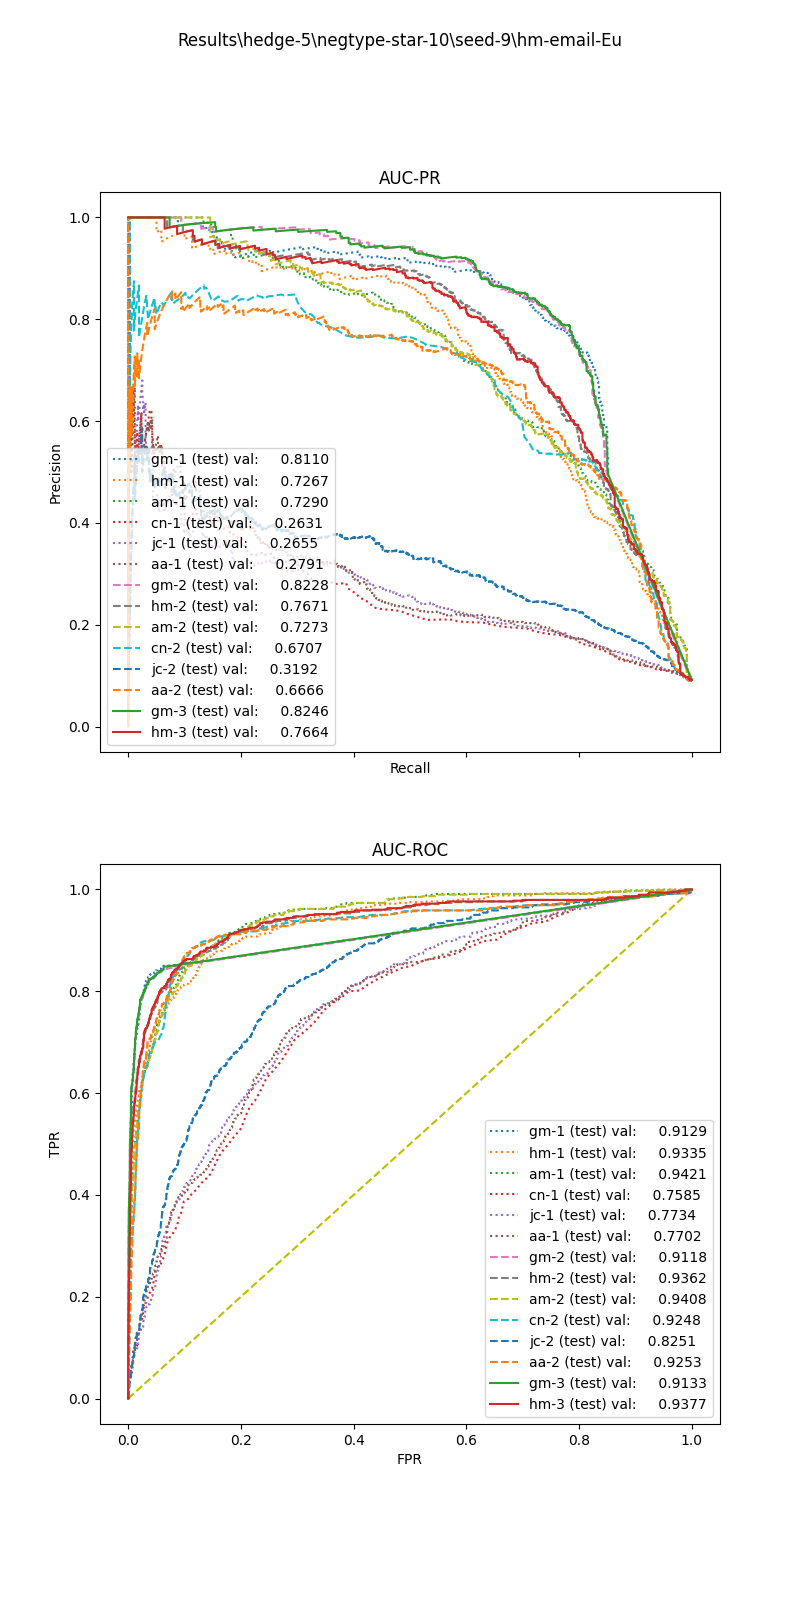 Results\hedge-5\negtype-star-10\seed-9\hm-email-Eu
AUC-PR
1.0
0.8
0.6
0.4
0.2
0.0
Precision
gm-1 (test) val: 0.8110
hm-1 (test) val: 0.7267
am-1 (test) val: 0.7290
cn-1 (test) val: 0.2631
jc-1 (test) val: 0.2655
aa-1 (test) val: 0.2791
gm-2 (test) val: 0.8228
hm-2 (test) val: 0.7671
am-2 (test) val: 0.7273
cn-2 (test) val: 0.6707
jc-2 (test) val: 0.3192
aa-2 (test) val: 0.6666
gm-3 (test) val: 0.8246
hm-3 (test) val: 0.7664
Recall
AUC-ROC
1.0
0.8
0.6
0.4
0.2
0.0
TPR
gm-1 (test) val: 0.9129
hm-1 (test) val: 0.9335
am-1 (test) val: 0.9421
cn-1 (test) val: 0.7585
jc-1 (test) val: 0.7734
aa-1 (test) val: 0.7702
gm-2 (test) val: 0.9118
hm-2 (test) val: 0.9362
am-2 (test) val: 0.9408
cn-2 (test) val: 0.9248
jc-2 (test) val: 0.8251
aa-2 (test) val: 0.9253
gm-3 (test) val: 0.9133
hm-3 (test) val: 0.9377
0.0 0.2 0.4 0.6 0.8 1.0
FPR